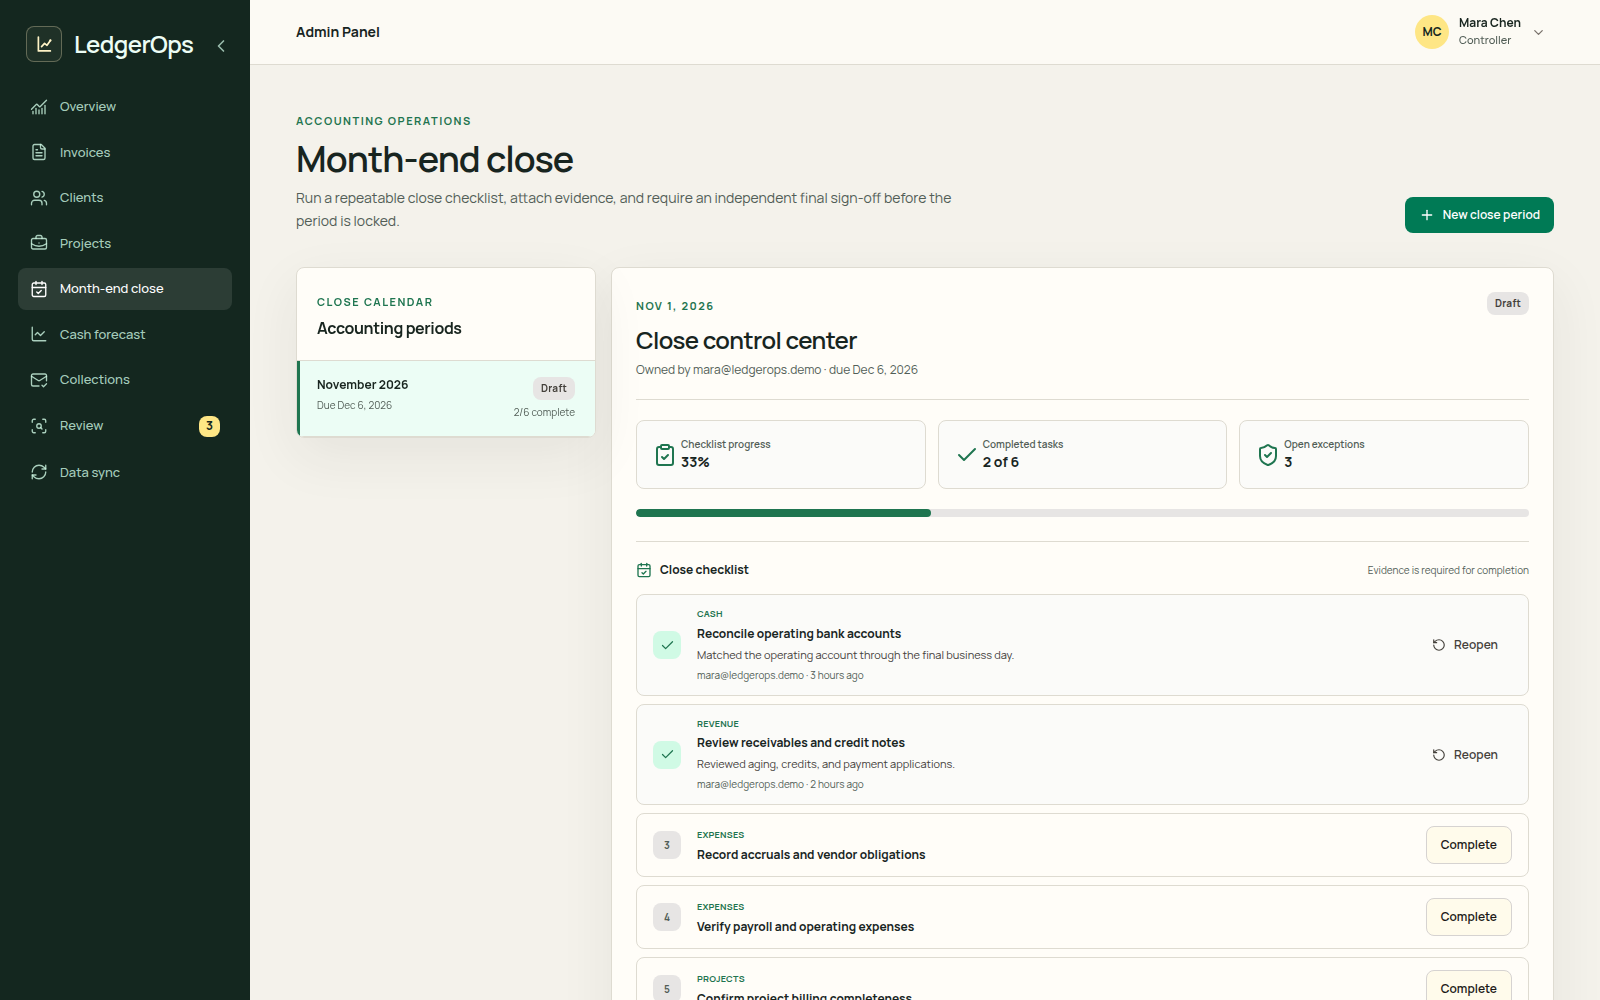 LedgerOps
Overview
Invoices
Clients
Projects
Month-end close
Cash forecast
Collections
Review
3
Data sync
Admin Panel
MC
Mara Chen
Controller
ACCOUNTING OPERATIONS
Month-end close
Run a repeatable close checklist, attach evidence, and require an independent final sign-off before the
period is locked.
New close period
CLOSE CALENDAR
Accounting periods
November 2026
Draft
Due Dec 6, 2026
2/6 complete
NOV 1, 2026
Draft
Close control center
Owned by mara@ledgerops.demo · due Dec 6, 2026
Checklist progress
33%
Completed tasks
2 of 6
Open exceptions
3
Close checklist
Evidence is required for completion
CASH
Reconcile operating bank accounts
Matched the operating account through the final business day.
mara@ledgerops.demo · 3 hours ago
Reopen
REVENUE
Review receivables and credit notes
Reviewed aging, credits, and payment applications.
mara@ledgerops.demo · 2 hours ago
Reopen
3
EXPENSES
Record accruals and vendor obligations
Complete
4
EXPENSES
Verify payroll and operating expenses
Complete
5
PROJECTS
Confirm project billing completeness
Complete